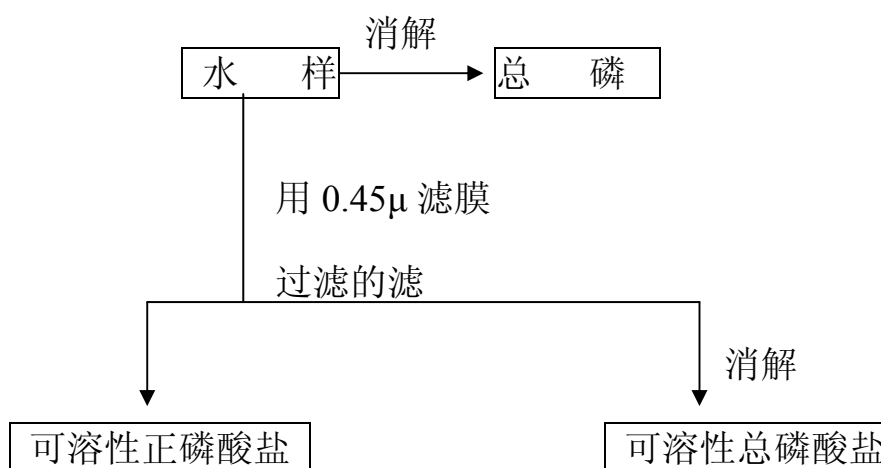 消解
水 样
总 磷
用 0.45μ 滤膜
过滤的滤
消解
可溶性正磷酸盐
可溶性总磷酸盐